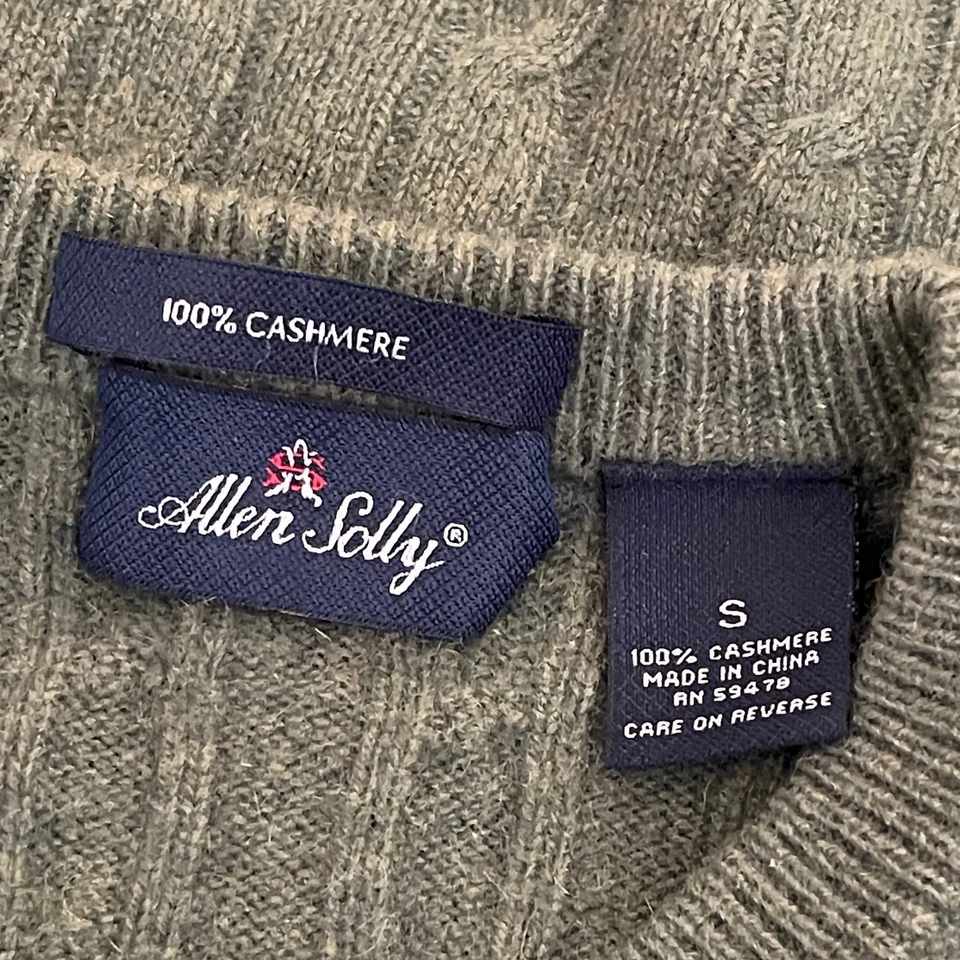 100% CASHMERE
Allen Solly®
S
100% CASHMERE
MADE IN CHINA
RN 59478
CARE ON REVERSE